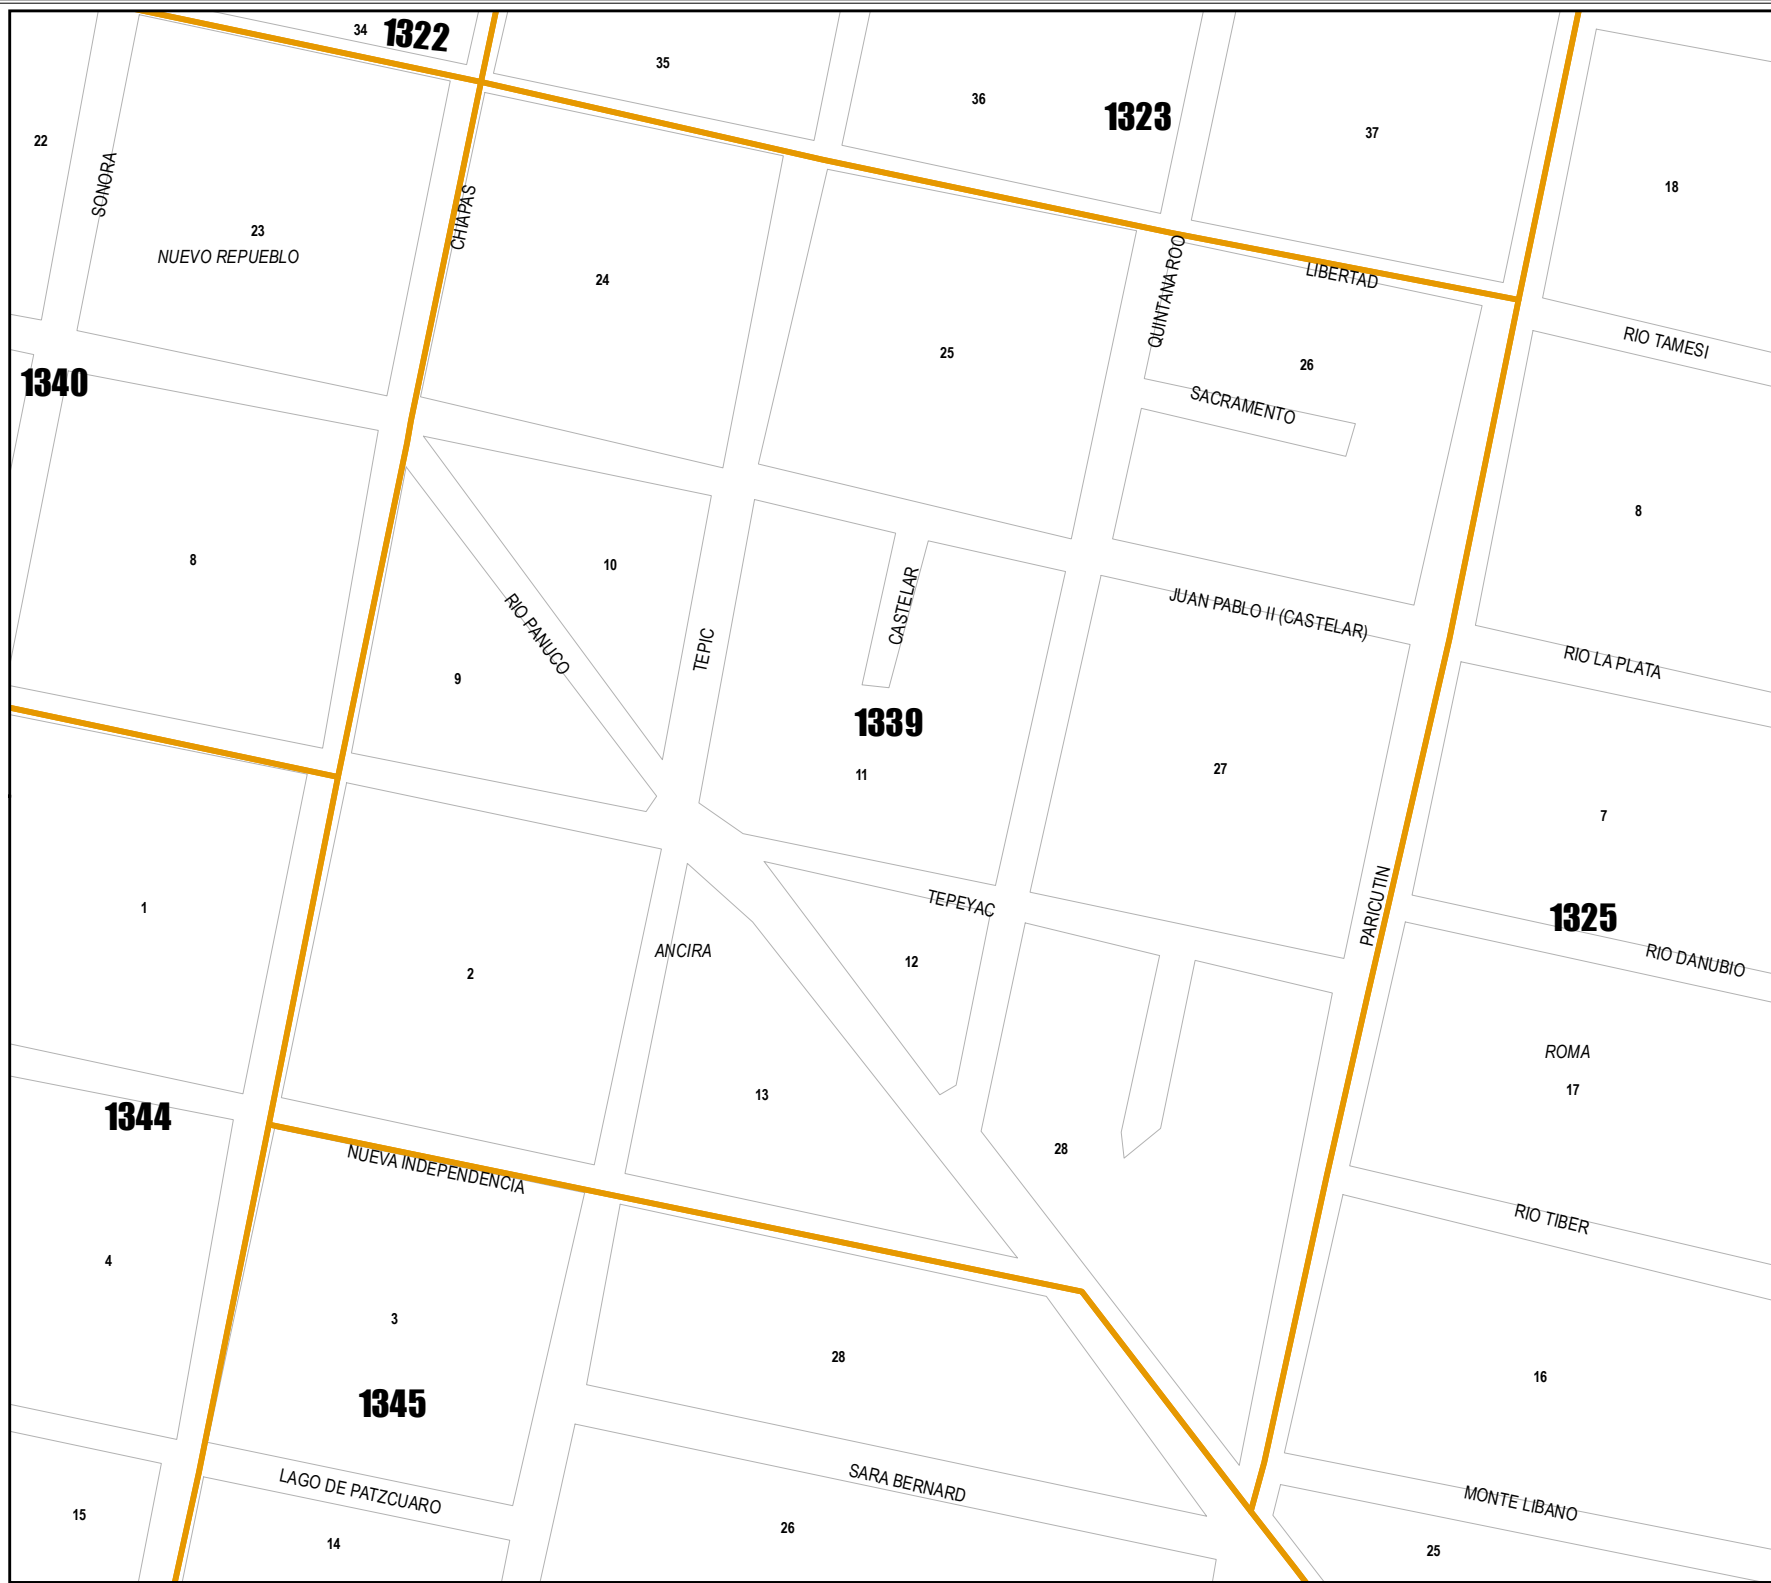 34
1322
35
36
1323
37
22
SONORA
18
23
NUEVO REPUEBLO
CHIAPAS
24
QUINTANA ROO
LIBERTAD
25
26
RIO TAMESI
1340
SACRAMENTO
8
8
10
RIO PANUCO
CASTELAR
JUAN PABLO II (CASTELAR)
TEPIC
RIO LA PLATA
9
1339
11
27
7
1
TEPEYAC
PARICUTIN
1325
ANCIRA
2
12
RIO DANUBIO
ROMA
17
13
1344
28
NUEVA INDEPENDENCIA
RIO TIBER
4
3
28
16
1345
LAGO DE PATZCUARO
SARA BERNARD
MONTE LIBANO
15
14
26
25